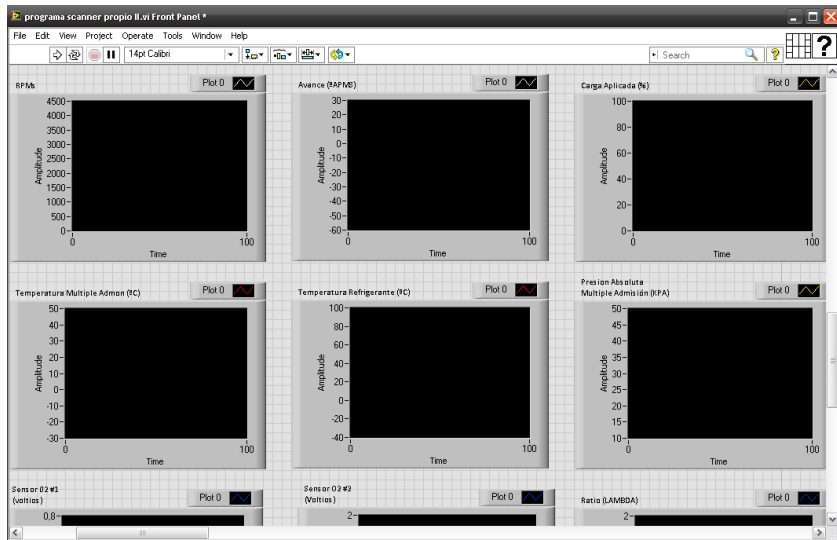 programa scanner propio II.vi Front Panel *
File Edit View Project Operate Tools Window Help
14pt Calibri
Search
RPMs
Plot 0
4500
4000
3500
3000
2500
2000
1500
1000
500
0
Amplitude
0
100
Time
Avance (ºAPMS)
Plot 0
30
20
10
0
-10
-20
-30
-40
-50
-60
Amplitude
0
100
Time
Carga Aplicada (%)
Plot 0
100
80
60
40
20
0
Amplitude
0
100
Time
Temperatura Multiple Admon (ºC)
Plot 0
50
40
30
20
10
0
-10
-20
-30
Amplitude
0
100
Time
Temperatura Refrigerante (ºC)
Plot 0
100
80
60
40
20
0
-20
-40
Amplitude
0
100
Time
Presion Absoluta
Multiple Admisión (KPA)
Plot 0
50
45
40
35
30
25
20
15
10
Amplitude
0
100
Time
Sensor O2 #1
(voltios)
Plot 0
0,8
Sensor O2 #2
(Voltios)
Plot 0
2
Ratio (LAMBDA)
Plot 0
2